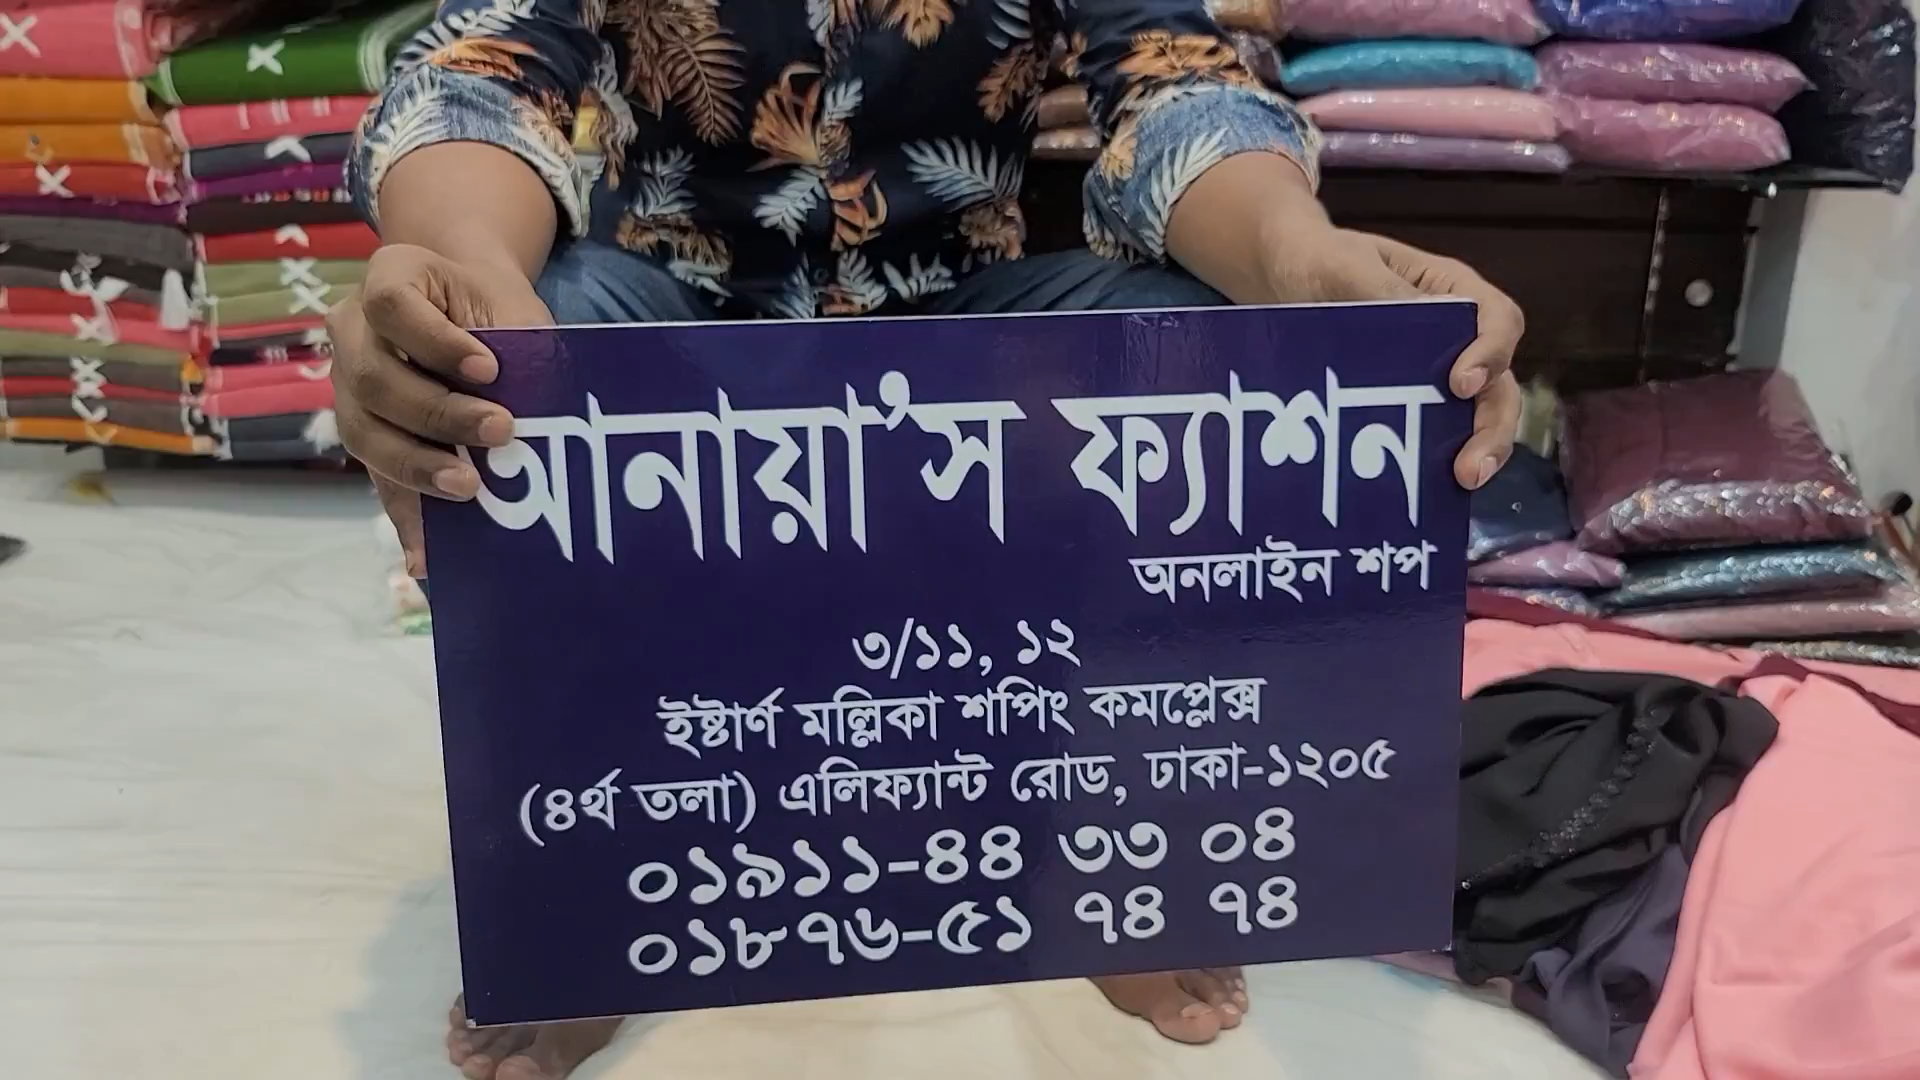 আনায়া’স ফ্যাশন
অনলাইন শপ
৩/১১, ১২
ইষ্টার্ণ মল্লিকা শপিং কমপ্লেক্স
(৪র্থ তলা) এলিফ্যান্ট রোড, ঢাকা-১২০৫
০১৯১১-৪৪ ৩৩ ০৪
০১৮৭৬-৫১ ৭৪ ৭৪